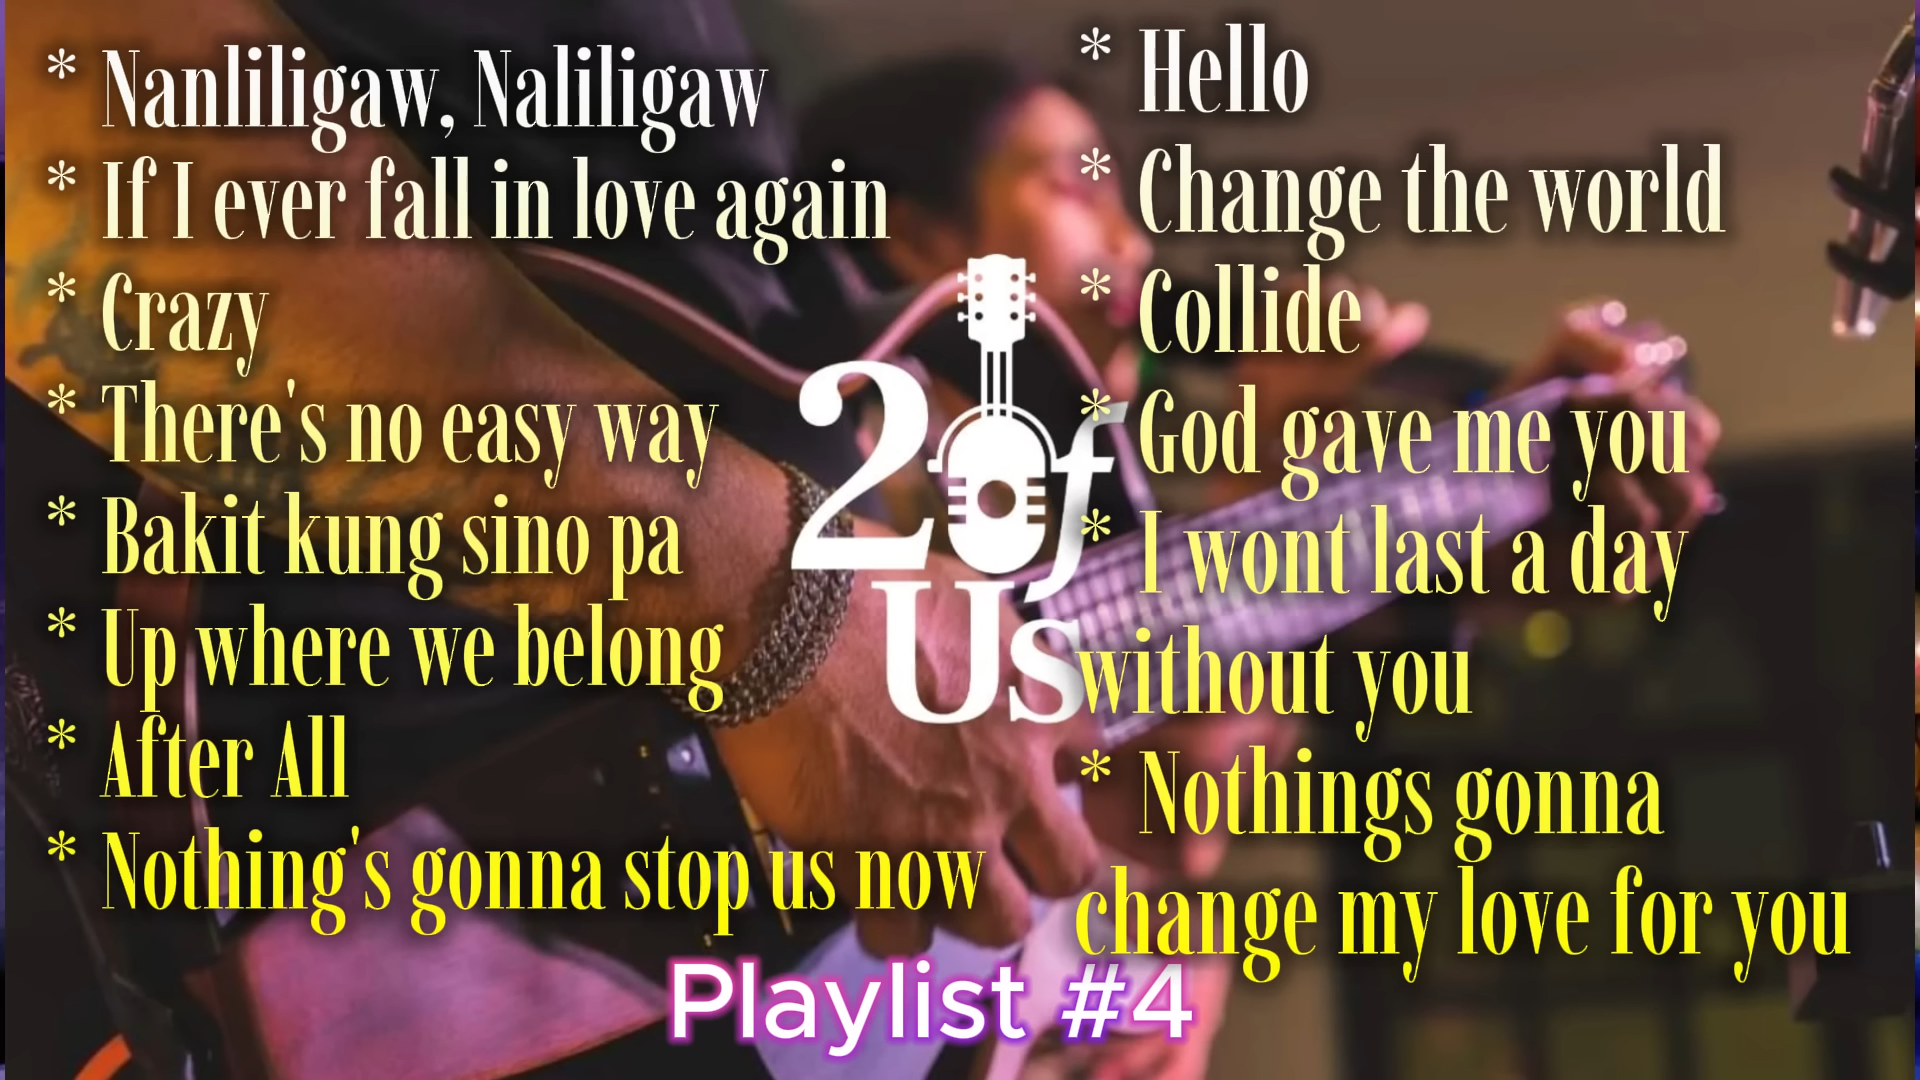 * Nanliligaw, Naliligaw
* If I ever fall in love again
* Crazy
* There's no easy way
* Bakit kung sino pa
* Up where we belong
* After All
* Nothing's gonna stop us now
* Hello
* Change the world
* Collide
* God gave me you
* I wont last a day
without you
* Nothings gonna
change my love for you
2 of
Us
Playlist #4